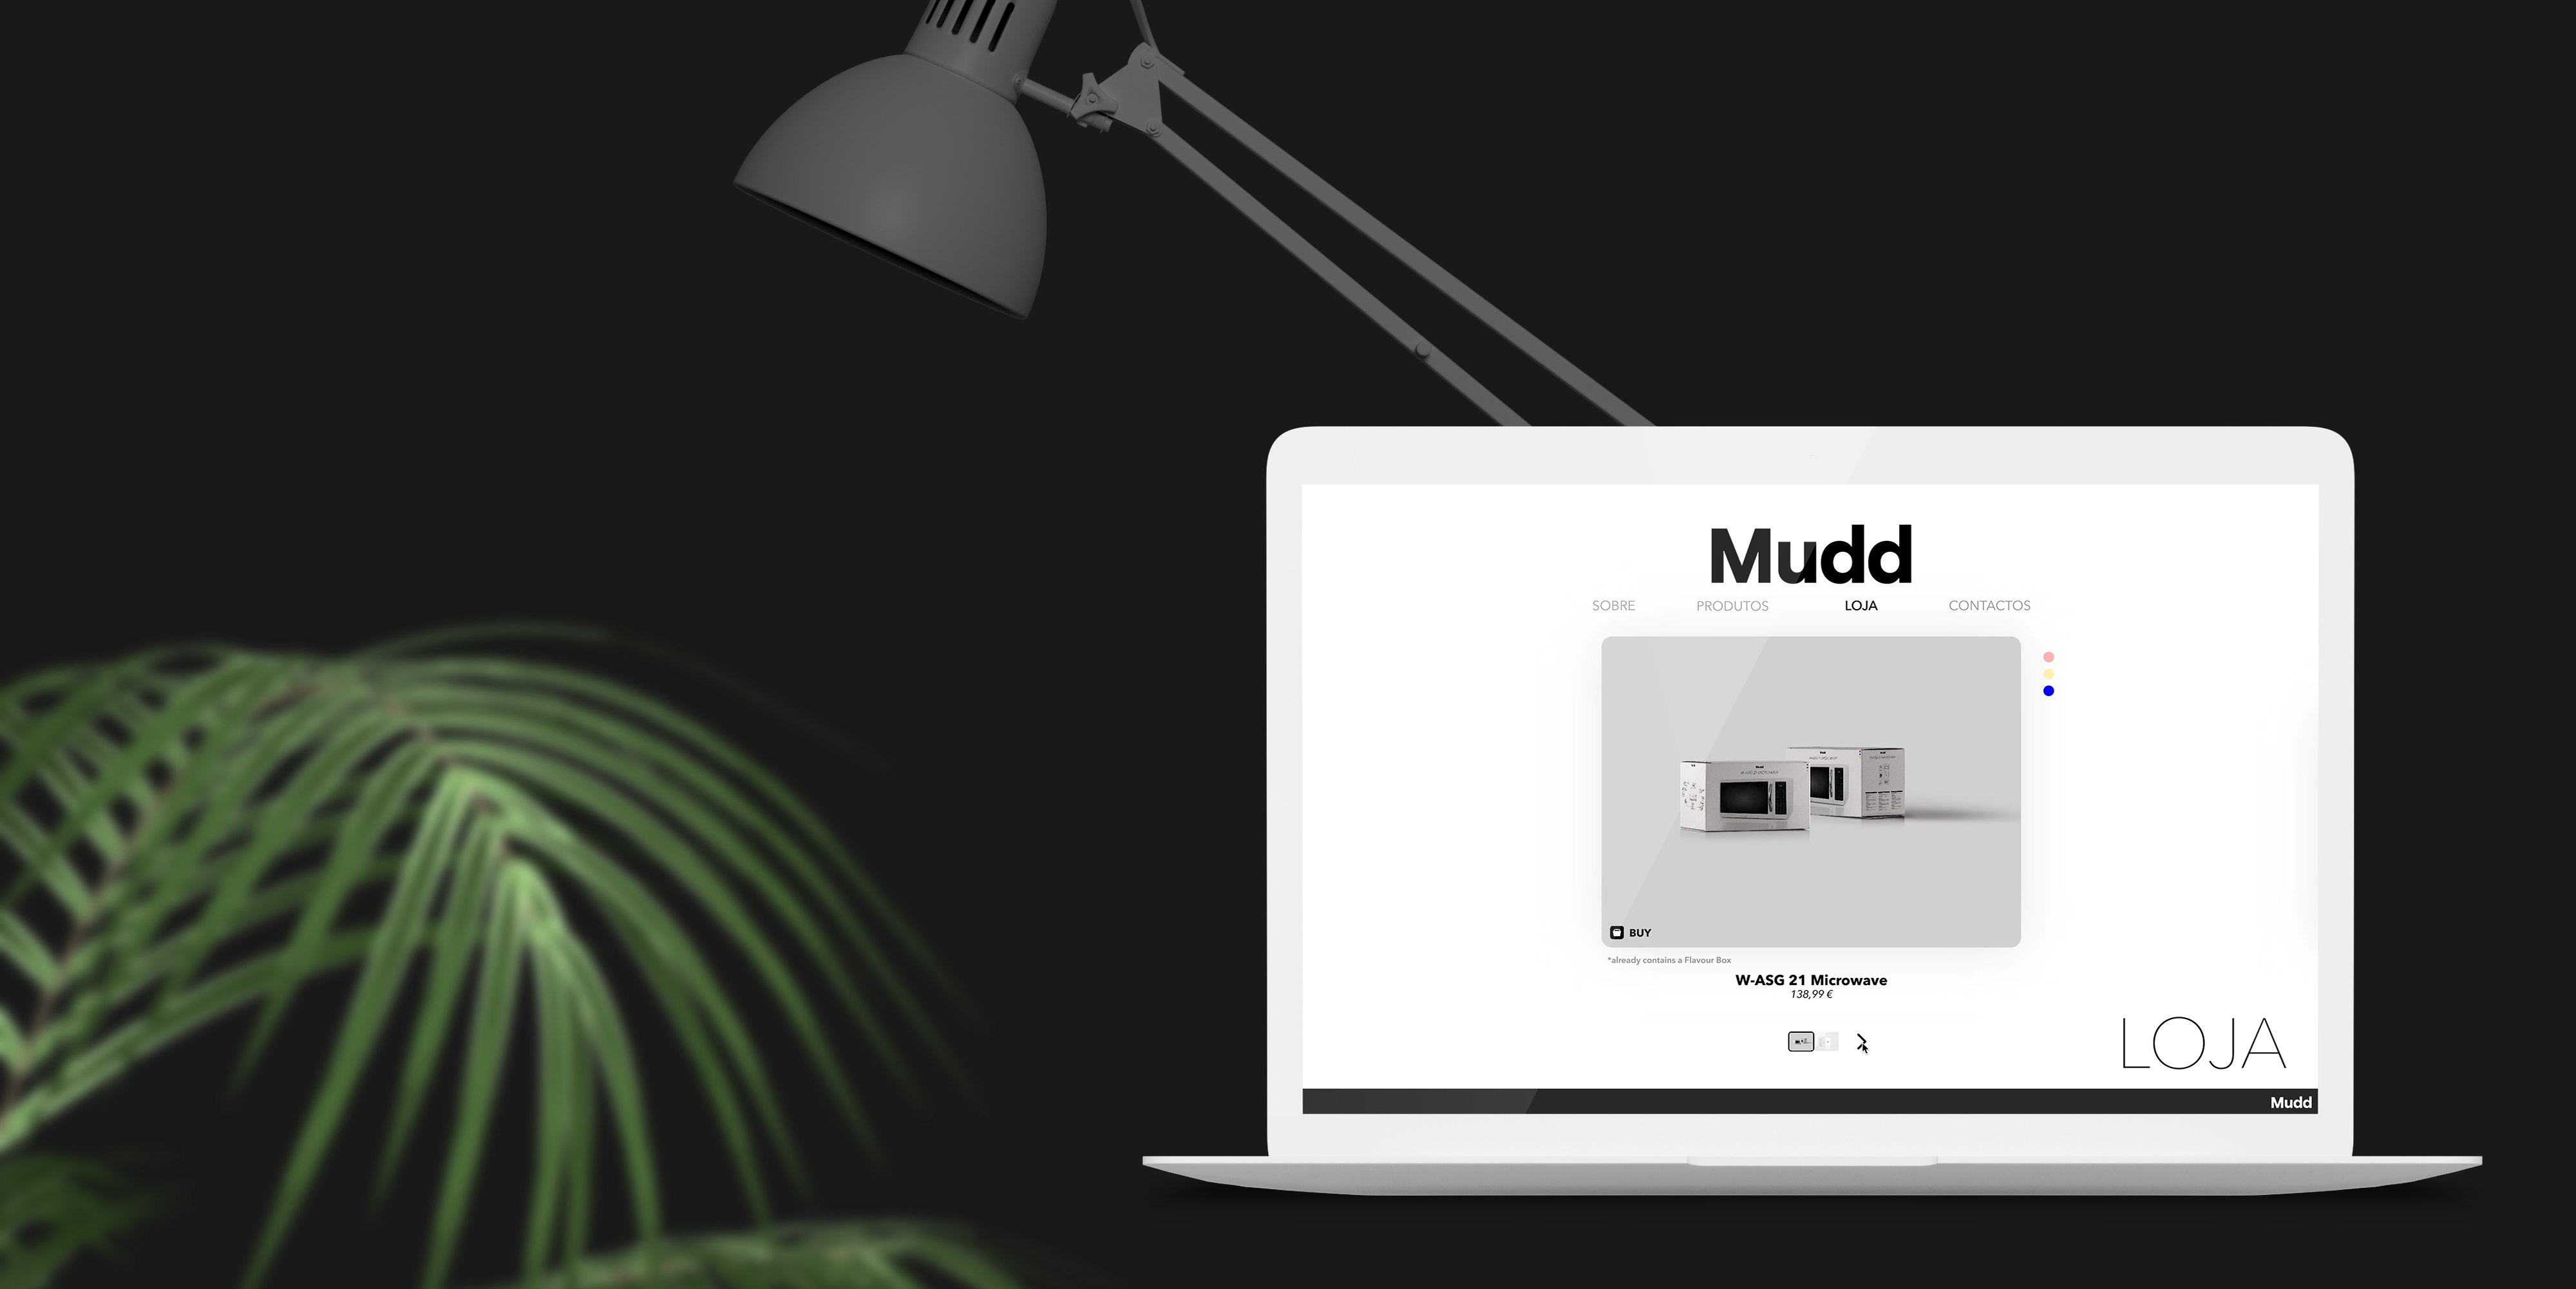 Mudd
SOBRE PRODUTOS LOJA CONTACTOS
BUY
*already contains a Flavour Box
W-ASG 21 Microwave
138,99 €
LOJA
Mudd